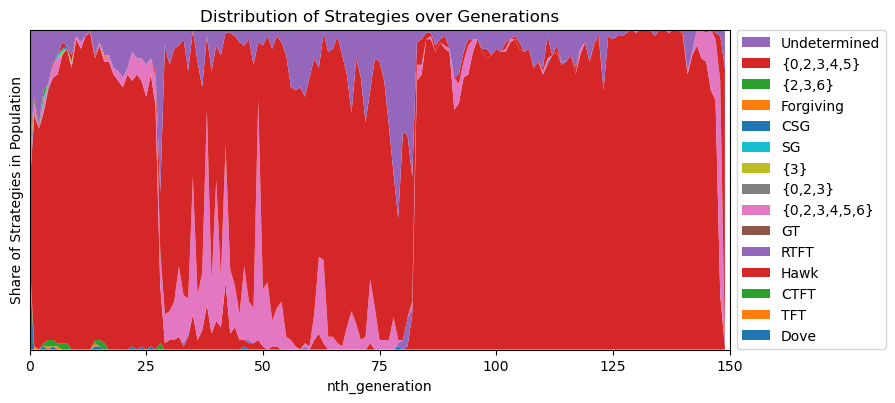 Distribution of Strategies over Generations
Share of Strategies in Population
0 25 50 75 100 125 150
nth_generation
Undetermined
{0,2,3,4,5}
{2,3,6}
Forgiving
CSG
SG
{3}
{0,2,3}
{0,2,3,4,5,6}
GT
RTFT
Hawk
CTFT
TFT
Dove